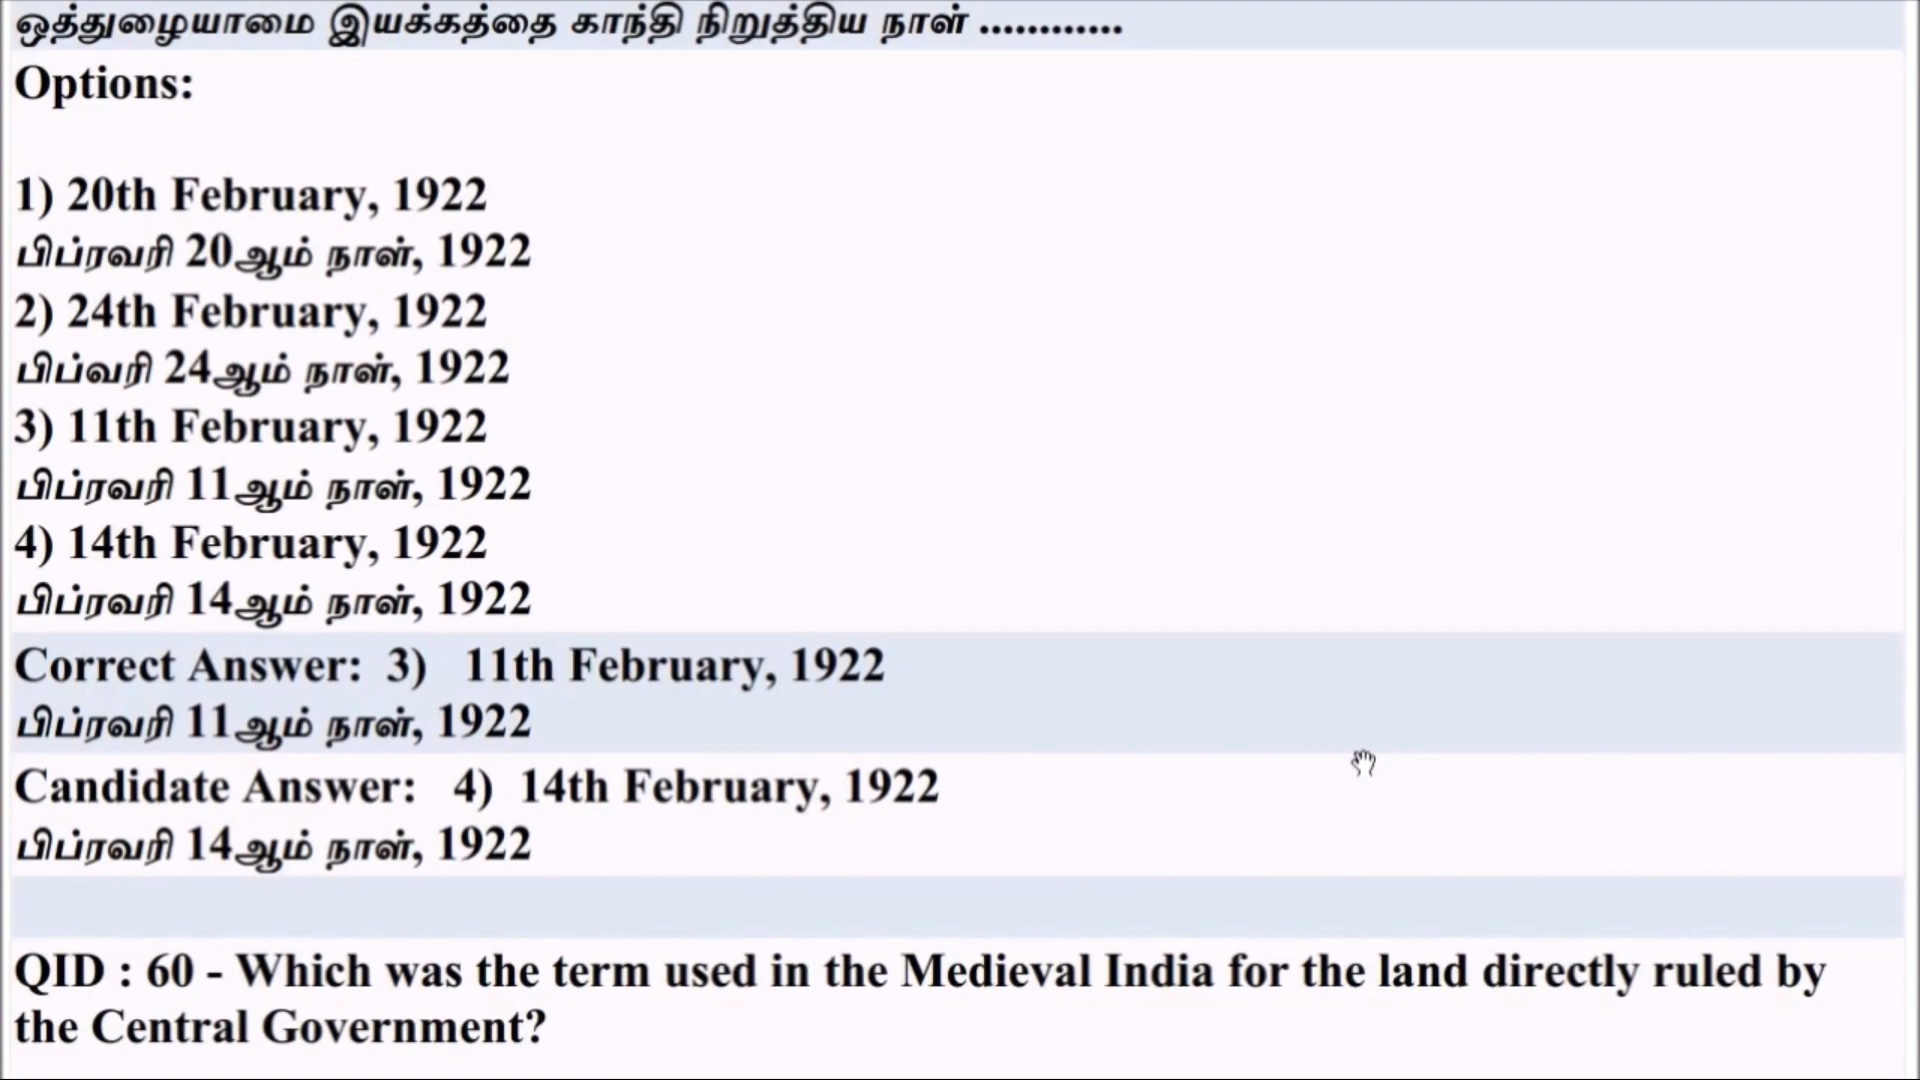 ஒத்துழையாமை இயக்கத்தை காந்தி நிறுத்திய நாள் ............
Options:
1) 20th February, 1922
பிப்ரவரி 20ஆம் நாள், 1922
2) 24th February, 1922
பிப்வரி 24ஆம் நாள், 1922
3) 11th February, 1922
பிப்ரவரி 11ஆம் நாள், 1922
4) 14th February, 1922
பிப்ரவரி 14ஆம் நாள், 1922
Correct Answer: 3) 11th February, 1922
பிப்ரவரி 11ஆம் நாள், 1922
Candidate Answer: 4) 14th February, 1922
பிப்ரவரி 14ஆம் நாள், 1922
QID : 60 - Which was the term used in the Medieval India for the land directly ruled by
the Central Government?